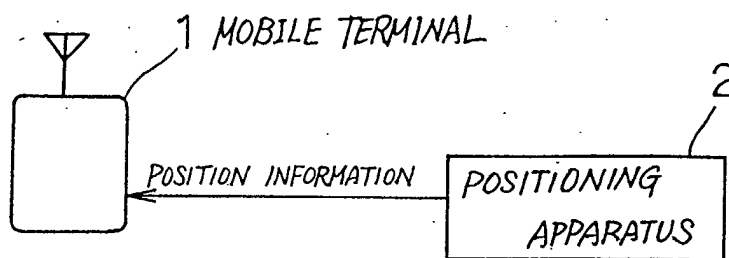 1 MOBILE TERMINAL
2
POSITION INFORMATION
POSITIONING
APPARATUS